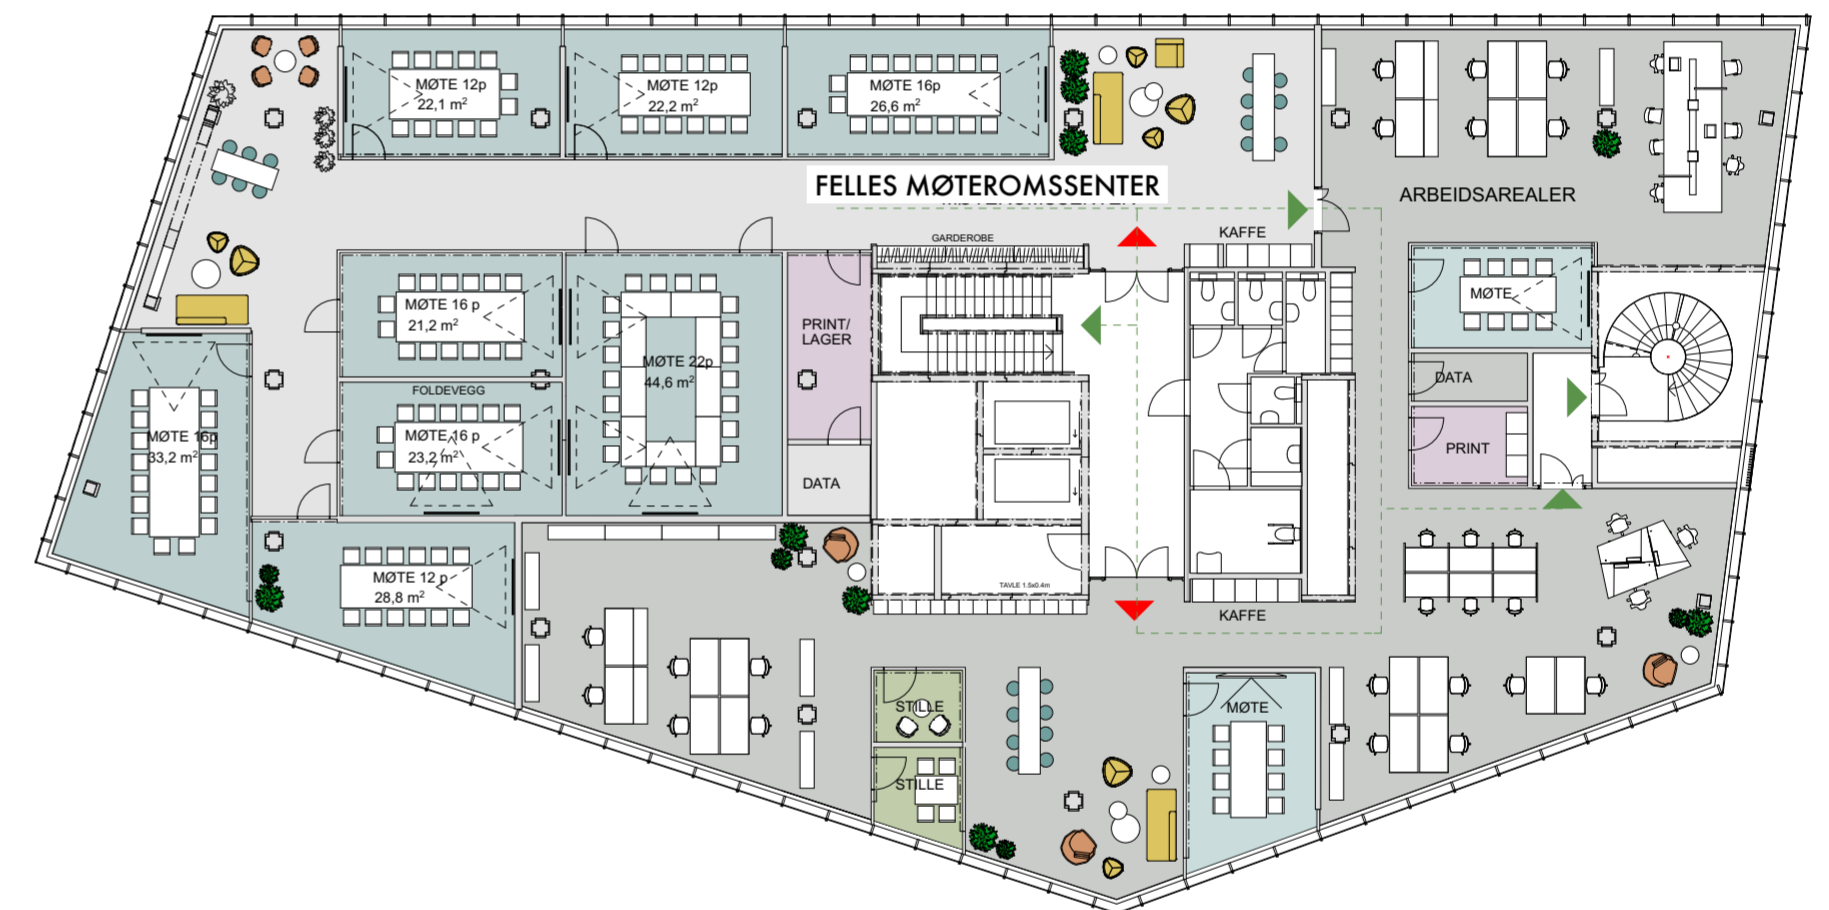 MØTE 12p
22,1 m²
MØTE 12p
22,2 m²
MØTE 16p
26,6 m²
FELLES MØTEROMSSENTER
ARBEIDSAREALER
GARDEROBE
KAFFE
MØTE 16 p
21,2 m²
PRINT/
LAGER
MØTE
MØTE 22p
44,6 m²
FOLDEVEGG
DATA
MØTE 16p
33,2 m²
MØTE 16 p
23,2 m²
PRINT
DATA
MØTE 12 p
28,8 m²
TAVLE 1.5x0.4m
KAFFE
STILLE
MØTE
STILLE